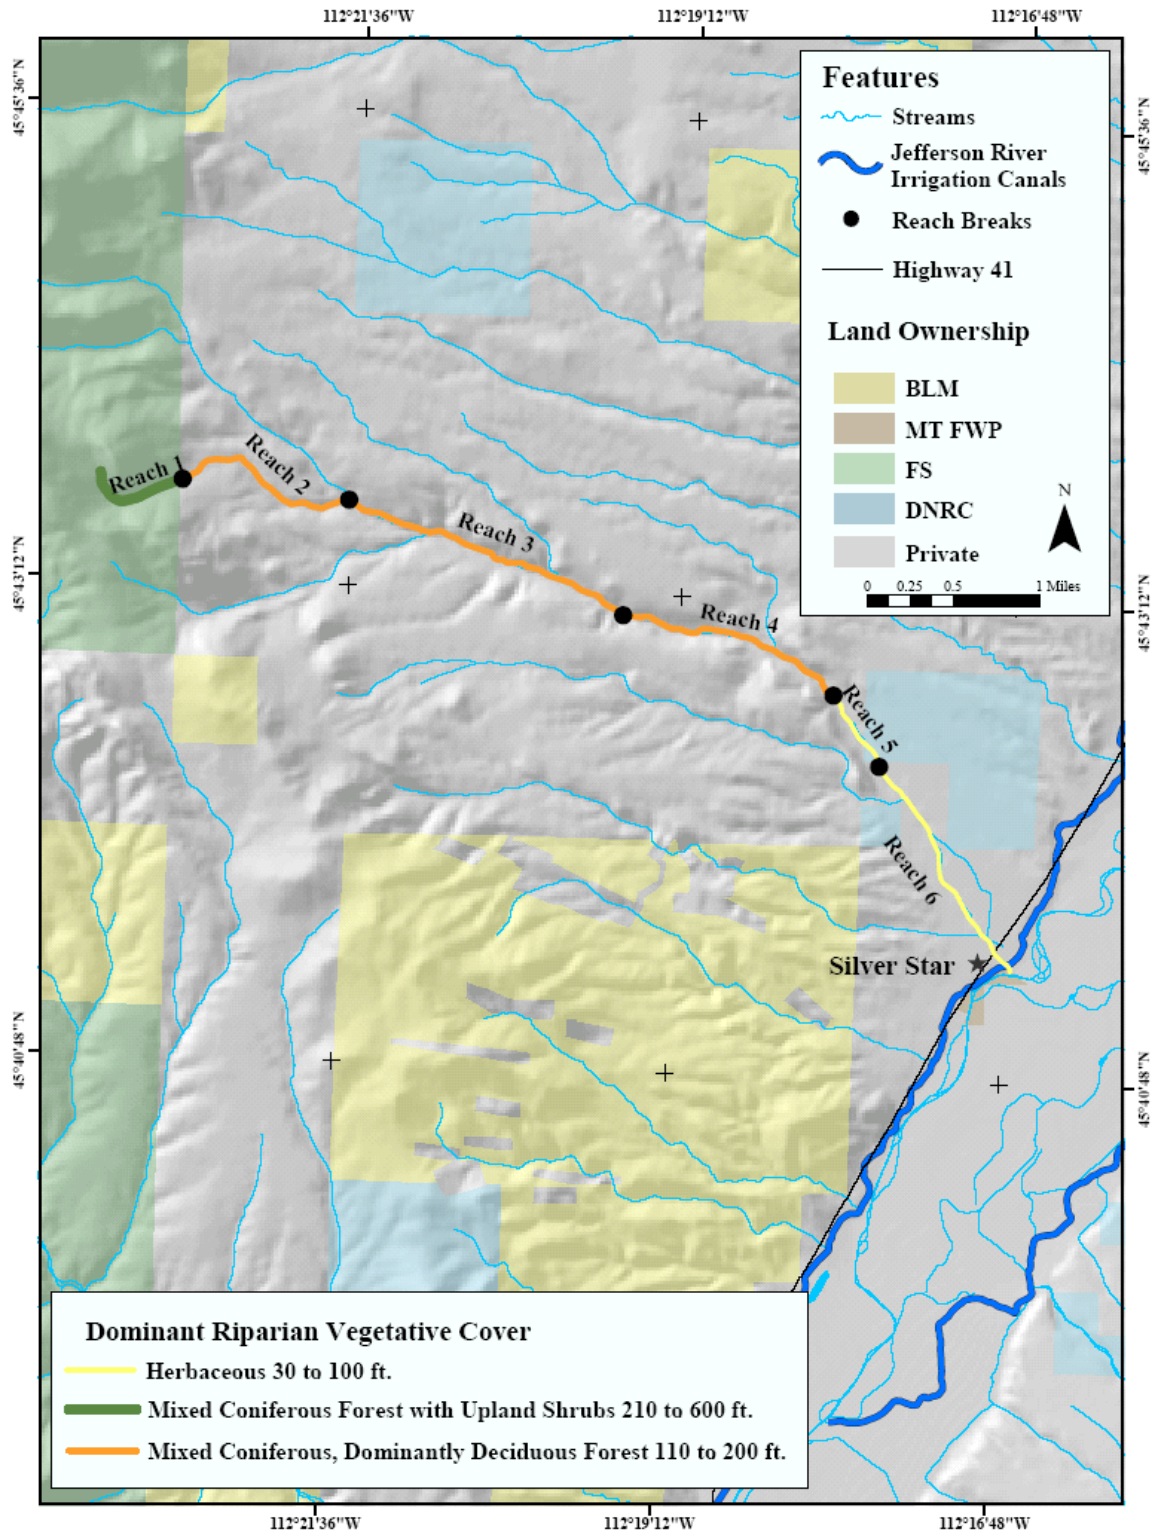 112°21'36"W
112°19'12"W
112°16'48"W
45°45'36"N
45°45'36"N
Features
Streams
Jefferson River
Irrigation Canals
Reach Breaks
Highway 41
Land Ownership
BLM
MT FWP
FS
DNRC
Private
N
0 0.25 0.5 1 Miles
Reach 1
Reach 2
Reach 3
Reach 4
Reach 5
Reach 6
45°43'12"N
45°43'12"N
Silver Star
45°40'48"N
45°40'48"N
Dominant Riparian Vegetative Cover
Herbaceous 30 to 100 ft.
Mixed Coniferous Forest with Upland Shrubs 210 to 600 ft.
Mixed Coniferous, Dominantly Deciduous Forest 110 to 200 ft.
112°21'36"W
112°19'12"W
112°16'48"W